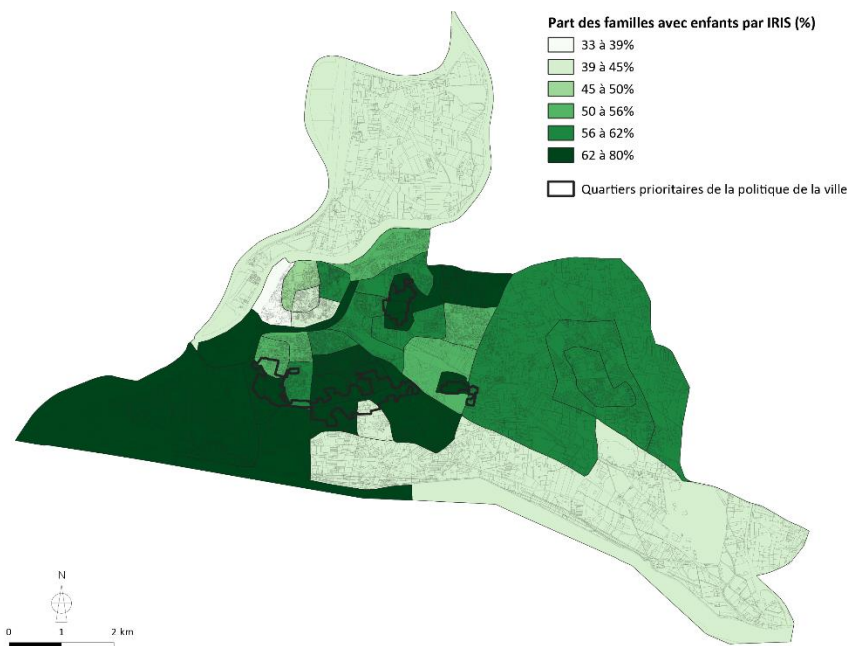 Part des familles avec enfants par IRIS (%)
33 à 39%
39 à 45%
45 à 50%
50 à 56%
56 à 62%
62 à 80%
Quartiers prioritaires de la politique de la ville
N
0 1 2 km